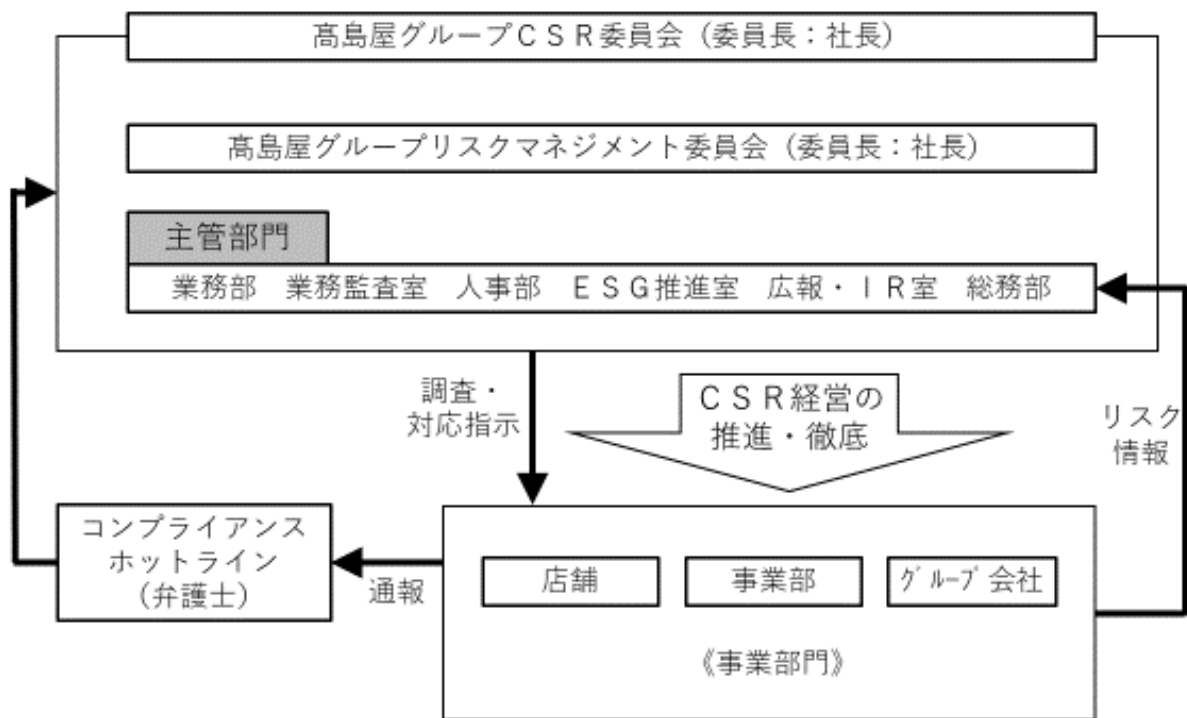 髙島屋グループＣＳＲ委員会（委員長：社長）
髙島屋グループリスクマネジメント委員会（委員長：社長）
主管部門
業務部　業務監査室　人事部　ＥＳＧ推進室　広報・ＩＲ室　総務部
調査・
対応指示
ＣＳＲ経営の
推進・徹底
リスク
情報
コンプライアンス
ホットライン
（弁護士）
通報
店舗
事業部
ｸﾞﾙｰﾌﾟ会社
《事業部門》